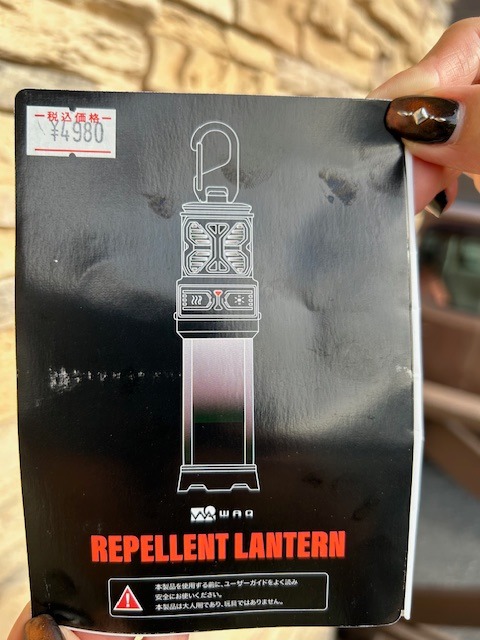 税込価格
¥4980
WAQ
REPELLENT LANTERN
本製品を使用する前に、ユーザーガイドをよく読み
安全にお使いください。
本製品は大人用であり、玩具ではありません。